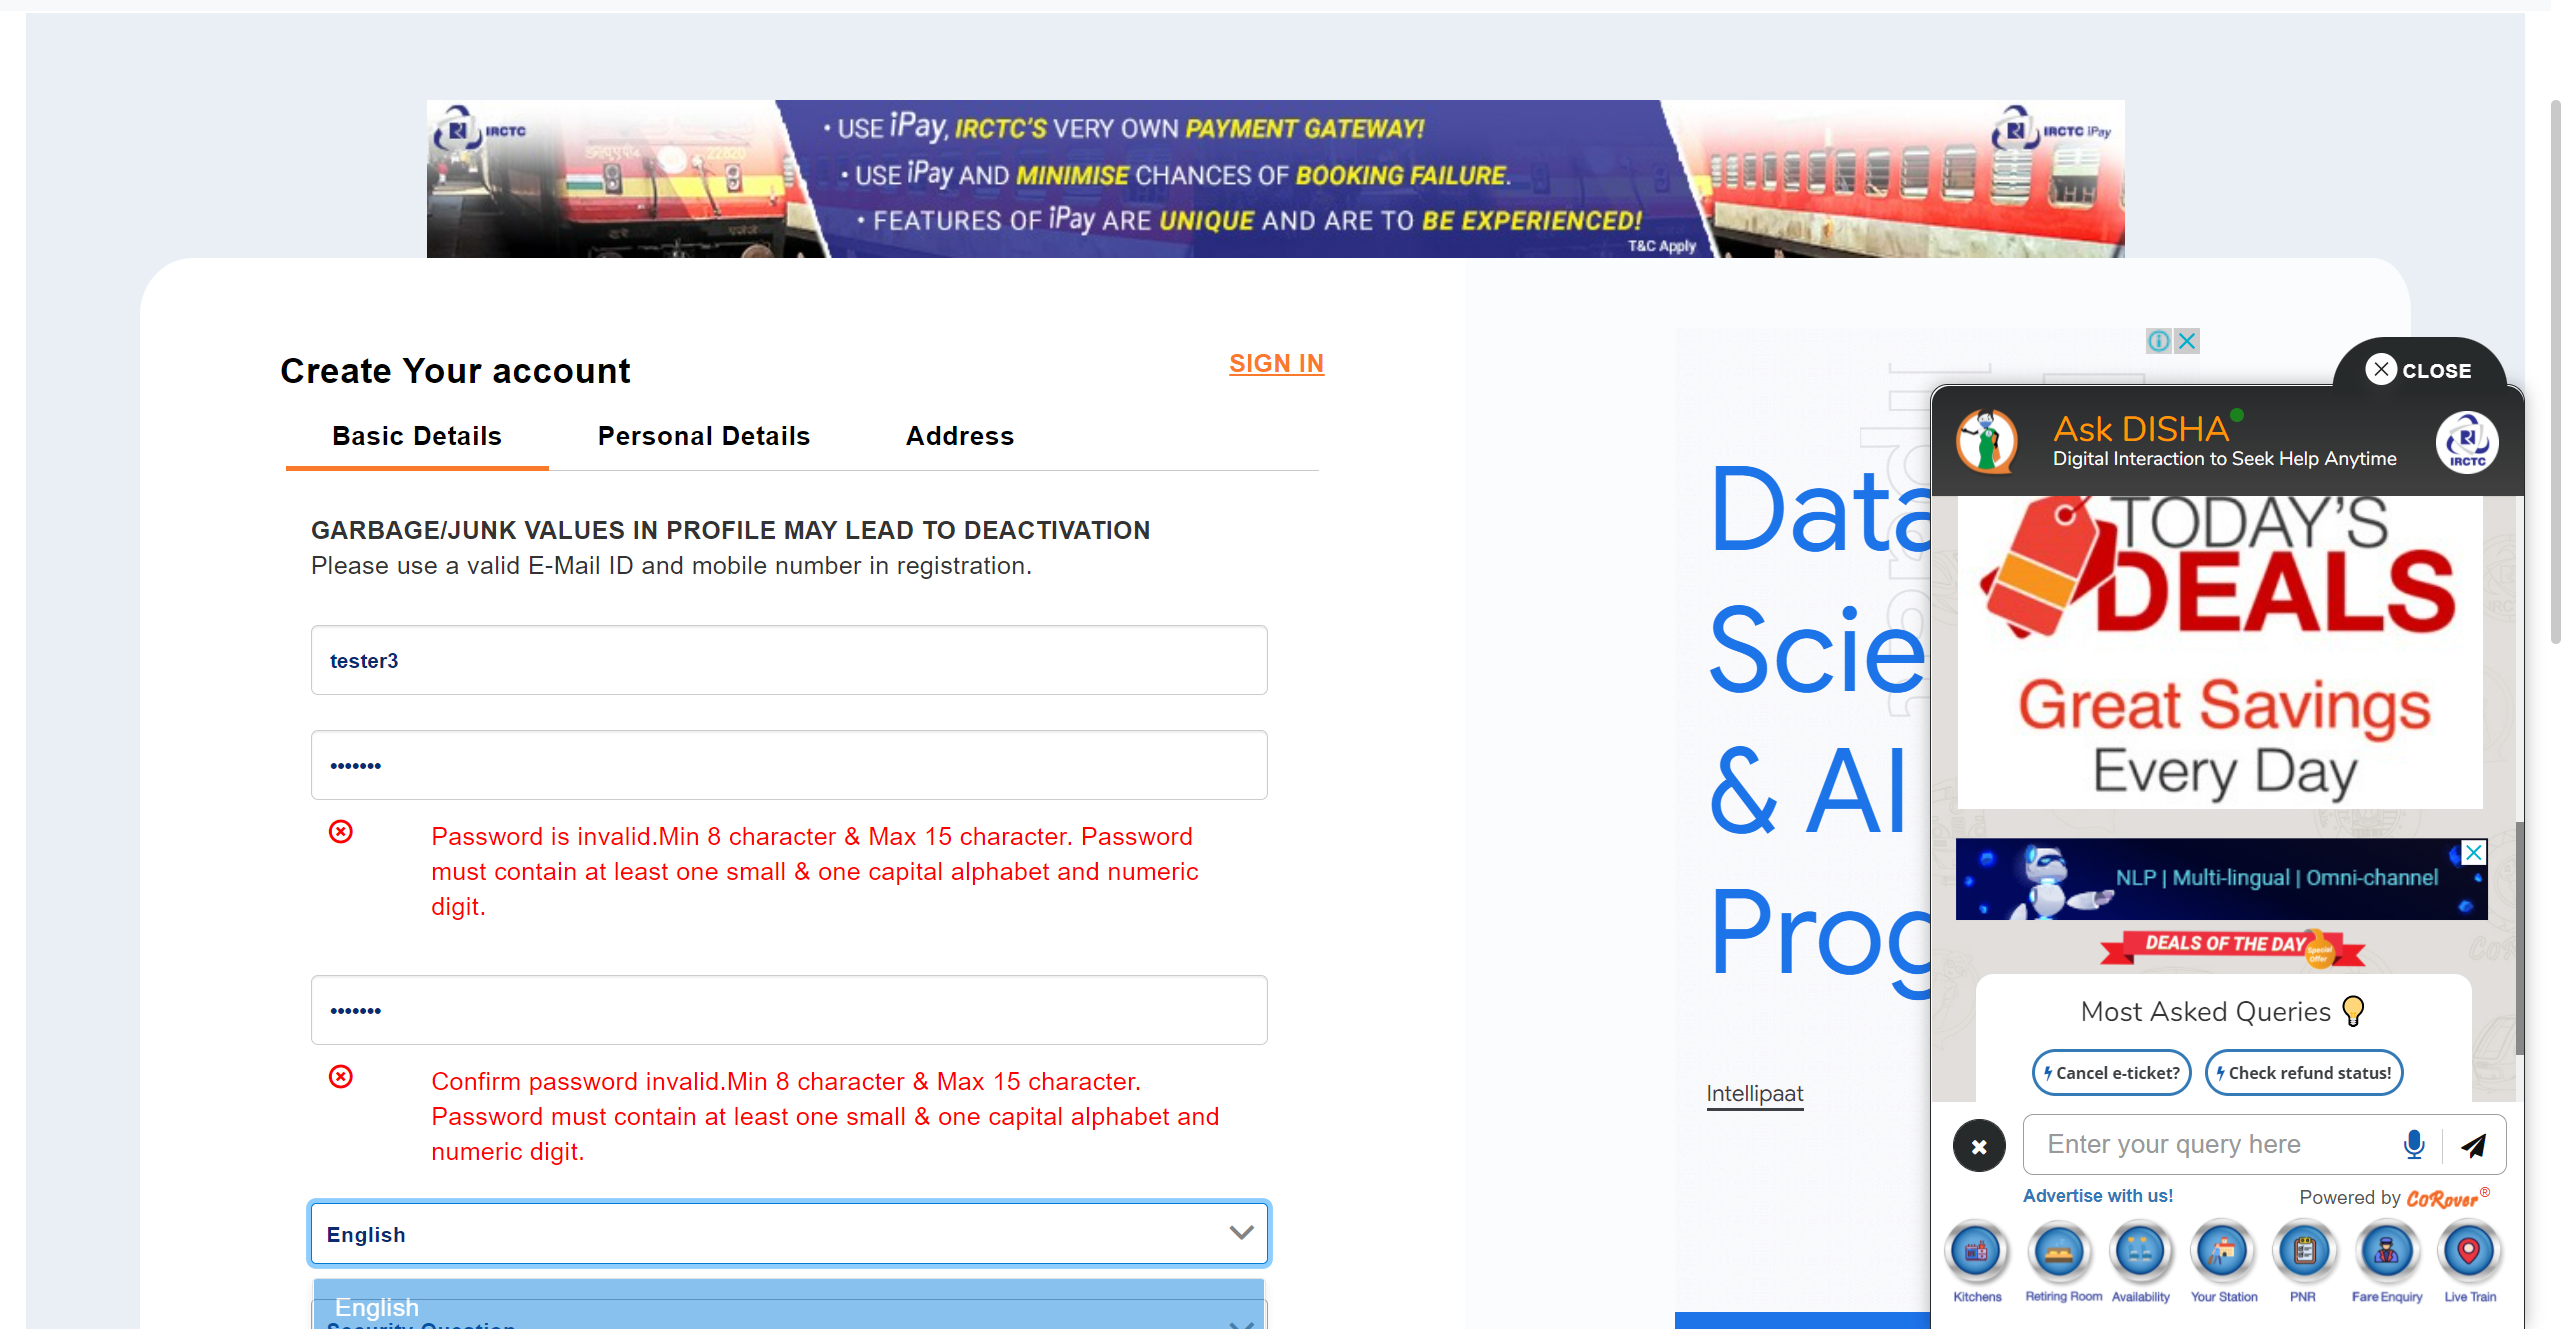 IRCTC
22820
• USE iPay, IRCTC'S VERY OWN PAYMENT GATEWAY!
• USE iPay AND MINIMISE CHANCES OF BOOKING FAILURE.
• FEATURES OF iPay ARE UNIQUE AND ARE TO BE EXPERIENCED!
T&C Apply
IRCTC iPay
Create Your account
SIGN IN
Basic Details
Personal Details
Address
GARBAGE/JUNK VALUES IN PROFILE MAY LEAD TO DEACTIVATION
Please use a valid E-Mail ID and mobile number in registration.
tester3
•••••••
Password is invalid.Min 8 character & Max 15 character. Password
must contain at least one small & one capital alphabet and numeric
digit.
•••••••
Confirm password invalid.Min 8 character & Max 15 character.
Password must contain at least one small & one capital alphabet and
numeric digit.
English
English
Security Question
Data
Scie
& AI
Prog
Intellipaat
CLOSE
Ask DISHA
Digital Interaction to Seek Help Anytime
IRCTC
TODAY'S
DEALS
Great Savings
Every Day
NLP | Multi-lingual | Omni-channel
DEALS OF THE DAY
Special
Offer
Most Asked Queries
Cancel e-ticket?
Check refund status!
Enter your query here
Advertise with us!
Powered by CoRover®
Kitchens
Retiring Room
Availability
Your Station
PNR
Fare Enquiry
Live Train